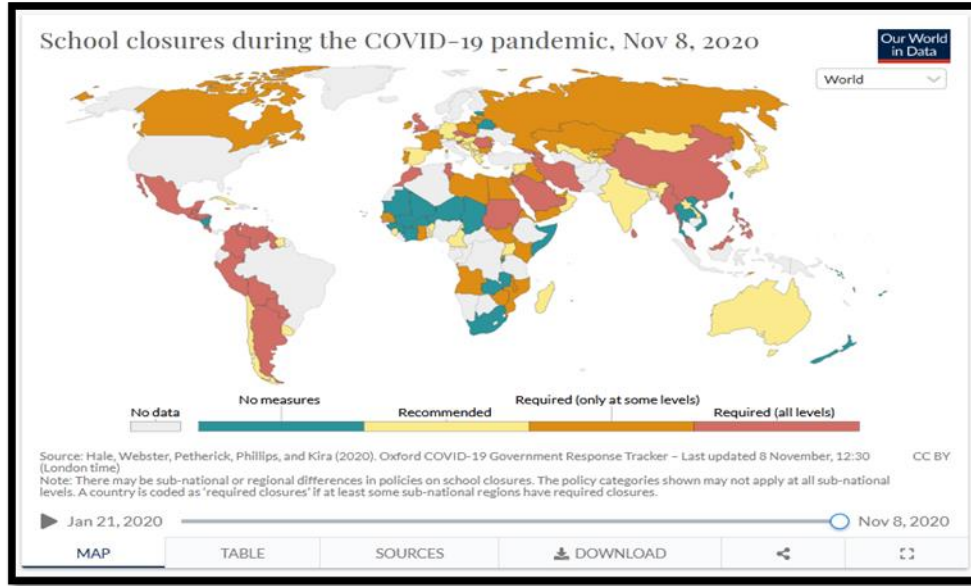 School closures during the COVID-19 pandemic, Nov 8, 2020
Our World
in Data
World
No data
No measures
Recommended
Required (only at some levels)
Required (all levels)
Source: Hale, Webster, Petherick, Phillips, and Kira (2020). Oxford COVID-19 Government Response Tracker – Last updated 8 November, 12:30
(London time)
CC BY
Note: There may be sub-national or regional differences in policies on school closures. The policy categories shown may not apply at all sub-national
levels. A country is coded as 'required closures' if at least some sub-national regions have required closures.
Jan 21, 2020
Nov 8, 2020
MAP
TABLE
SOURCES
DOWNLOAD